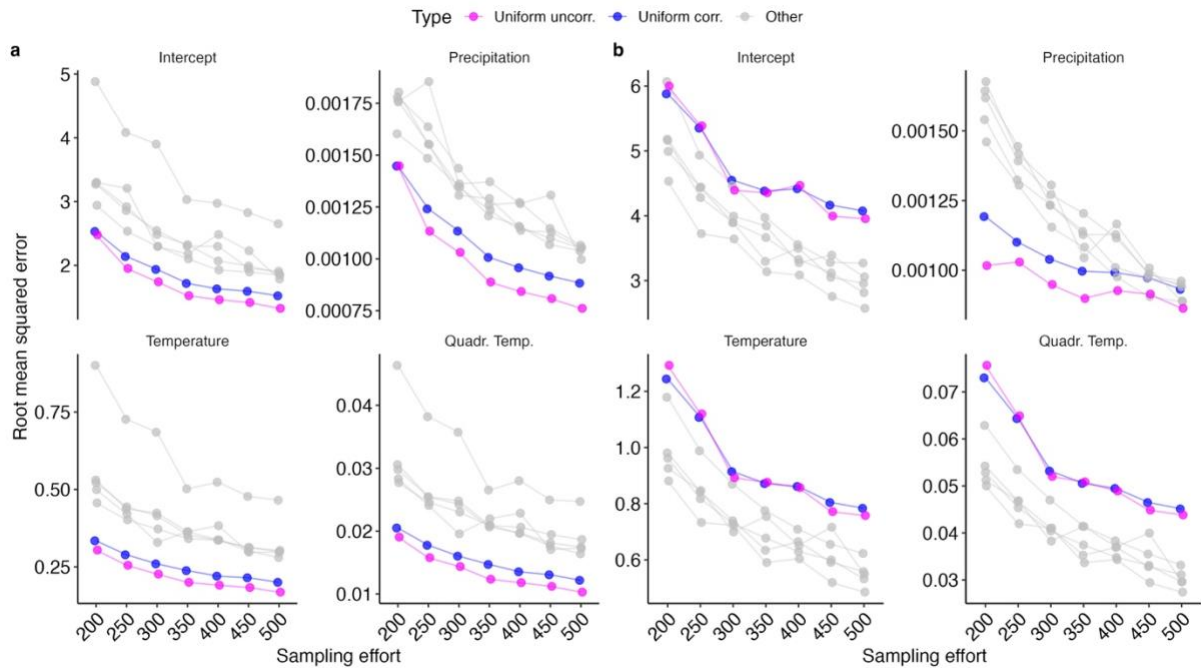 Type Uniform uncorr. Uniform corr. Other
a
Intercept
Precipitation
5
4
3
2
0.00175
0.00150
0.00125
0.00100
0.00075
Temperature
Quadr. Temp.
0.75
0.50
0.25
0.04
0.03
0.02
0.01
Root mean squared error
200 250 300 350 400 450 500
200 250 300 350 400 450 500
Sampling effort
b
Intercept
Precipitation
6
5
4
3
0.00150
0.00125
0.00100
Temperature
Quadr. Temp.
1.2
1.0
0.8
0.6
0.07
0.06
0.05
0.04
0.03
200 250 300 350 400 450 500
200 250 300 350 400 450 500
Sampling effort